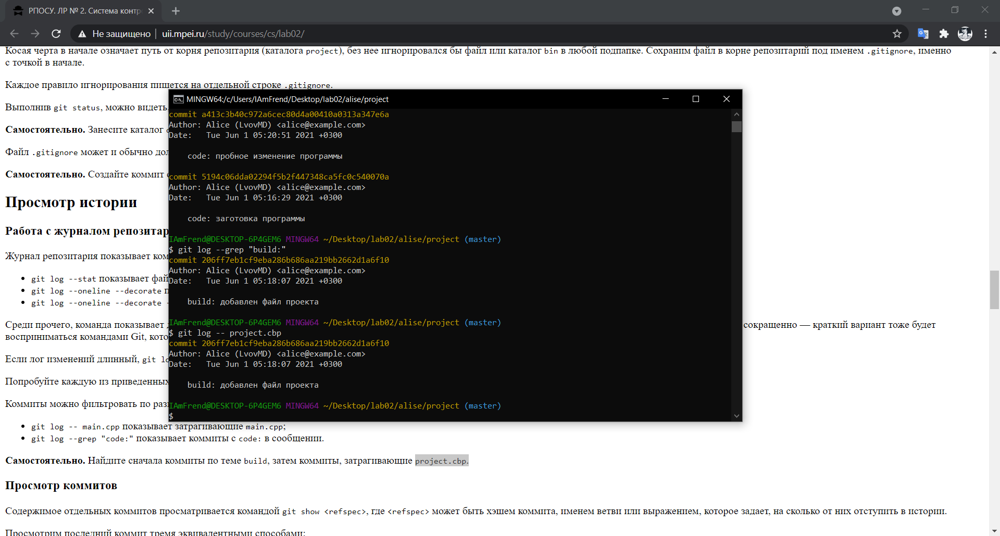 РПОСУ. ЛР № 2. Система контр
Не защищено
uii.mpei.ru/study/courses/cs/lab02/
Косая черта в начале означает путь от корня репозитария (каталога project), без нее игнорировался бы файл или каталог bin в любой подпапке. Сохраним файл в корне репозитарий под именем .gitignore, именно
с точкой в начале.
Каждое правило игнорирования пишется на отдельной строке .gitignore.
Выполнив git status, можно видеть,
Самостоятельно. Занесите каталог
Файл .gitignore может и обычно дол
Самостоятельно. Создайте коммит с
Просмотр истории
Работа с журналом репозитар
Журнал репозитария показывает ком
git log --stat показывает фай
git log --oneline --decorate п
git log --oneline --decorate -
Среди прочего, команда показывает
сокращенно — краткий вариант тоже будет
восприниматься командами Git, кото
Если лог изменений длинный, git lo
Попробуйте каждую из приведенных
Коммиты можно фильтровать по раз
git log -- main.cpp показывает затрагивающие main.cpp;
git log --grep "code:" показывает коммиты с code: в сообщении.
Самостоятельно. Найдите сначала коммиты по теме build, затем коммиты, затрагивающие project.cbp.
Просмотр коммитов
Содержимое отдельных коммитов просматривается командой git show <refspec>, где <refspec> может быть хэшем коммита, именем ветви или выражением, которое задает, на сколько от них отступить в истории.
Просмотрим последний коммит тремя эквивалентными способами:
MINGW64:/c/Users/IAmFrend/Desktop/lab02/alise/project
commit a413c3b40c972a6cec80d4a00410a0313a347e6a
Author: Alice (LvovMD) <alice@example.com>
Date:   Tue Jun 1 05:20:51 2021 +0300
code: пробное изменение программы
commit 5194c06dda02294f5b2f447348ca5fc0c540070a
Author: Alice (LvovMD) <alice@example.com>
Date:   Tue Jun 1 05:16:29 2021 +0300
code: заготовка программы
IAmFrend@DESKTOP-6P4GEM6 MINGW64 ~/Desktop/lab02/alise/project (master)
$ git log --grep "build:"
commit 206ff7eb1cf9eba286b686aa219bb2662d1a6f10
Author: Alice (LvovMD) <alice@example.com>
Date:   Tue Jun 1 05:18:07 2021 +0300
build: добавлен файл проекта
IAmFrend@DESKTOP-6P4GEM6 MINGW64 ~/Desktop/lab02/alise/project (master)
$ git log -- project.cbp
commit 206ff7eb1cf9eba286b686aa219bb2662d1a6f10
Author: Alice (LvovMD) <alice@example.com>
Date:   Tue Jun 1 05:18:07 2021 +0300
build: добавлен файл проекта
IAmFrend@DESKTOP-6P4GEM6 MINGW64 ~/Desktop/lab02/alise/project (master)
$